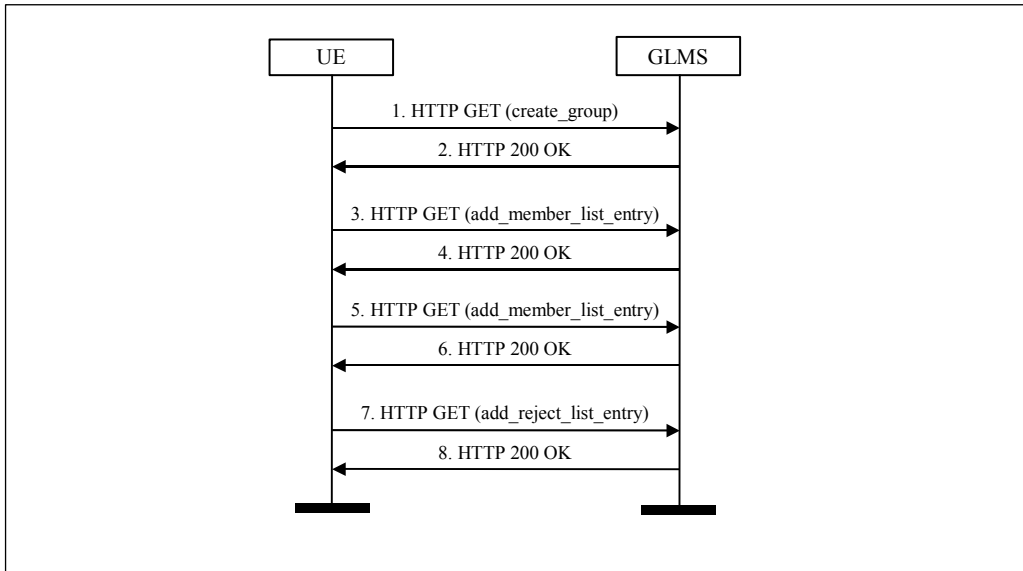 UE
GLMS
1. HTTP GET (create_group)
2. HTTP 200 OK
3. HTTP GET (add_member_list_entry)
4. HTTP 200 OK
5. HTTP GET (add_member_list_entry)
6. HTTP 200 OK
7. HTTP GET (add_reject_list_entry)
8. HTTP 200 OK